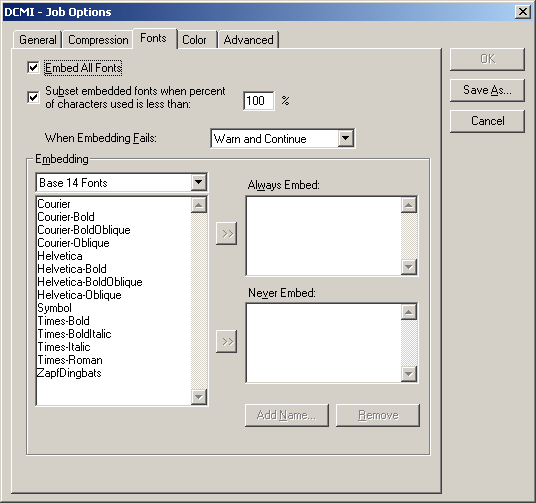 DCMI - Job Options
General Compression Fonts Color Advanced
Embed All Fonts
OK
Subset embedded fonts when percent
of characters used is less than: 100 %
Save As...
Cancel
When Embedding Fails: Warn and Continue
Embedding
Base 14 Fonts
Always Embed:
Courier
Courier-Bold
Courier-BoldOblique
Courier-Oblique
Helvetica
Helvetica-Bold
Helvetica-BoldOblique
Helvetica-Oblique
Symbol
Times-Bold
Times-BoldItalic
Times-Italic
Times-Roman
ZapfDingbats
>>
Never Embed:
>>
Add Name... Remove